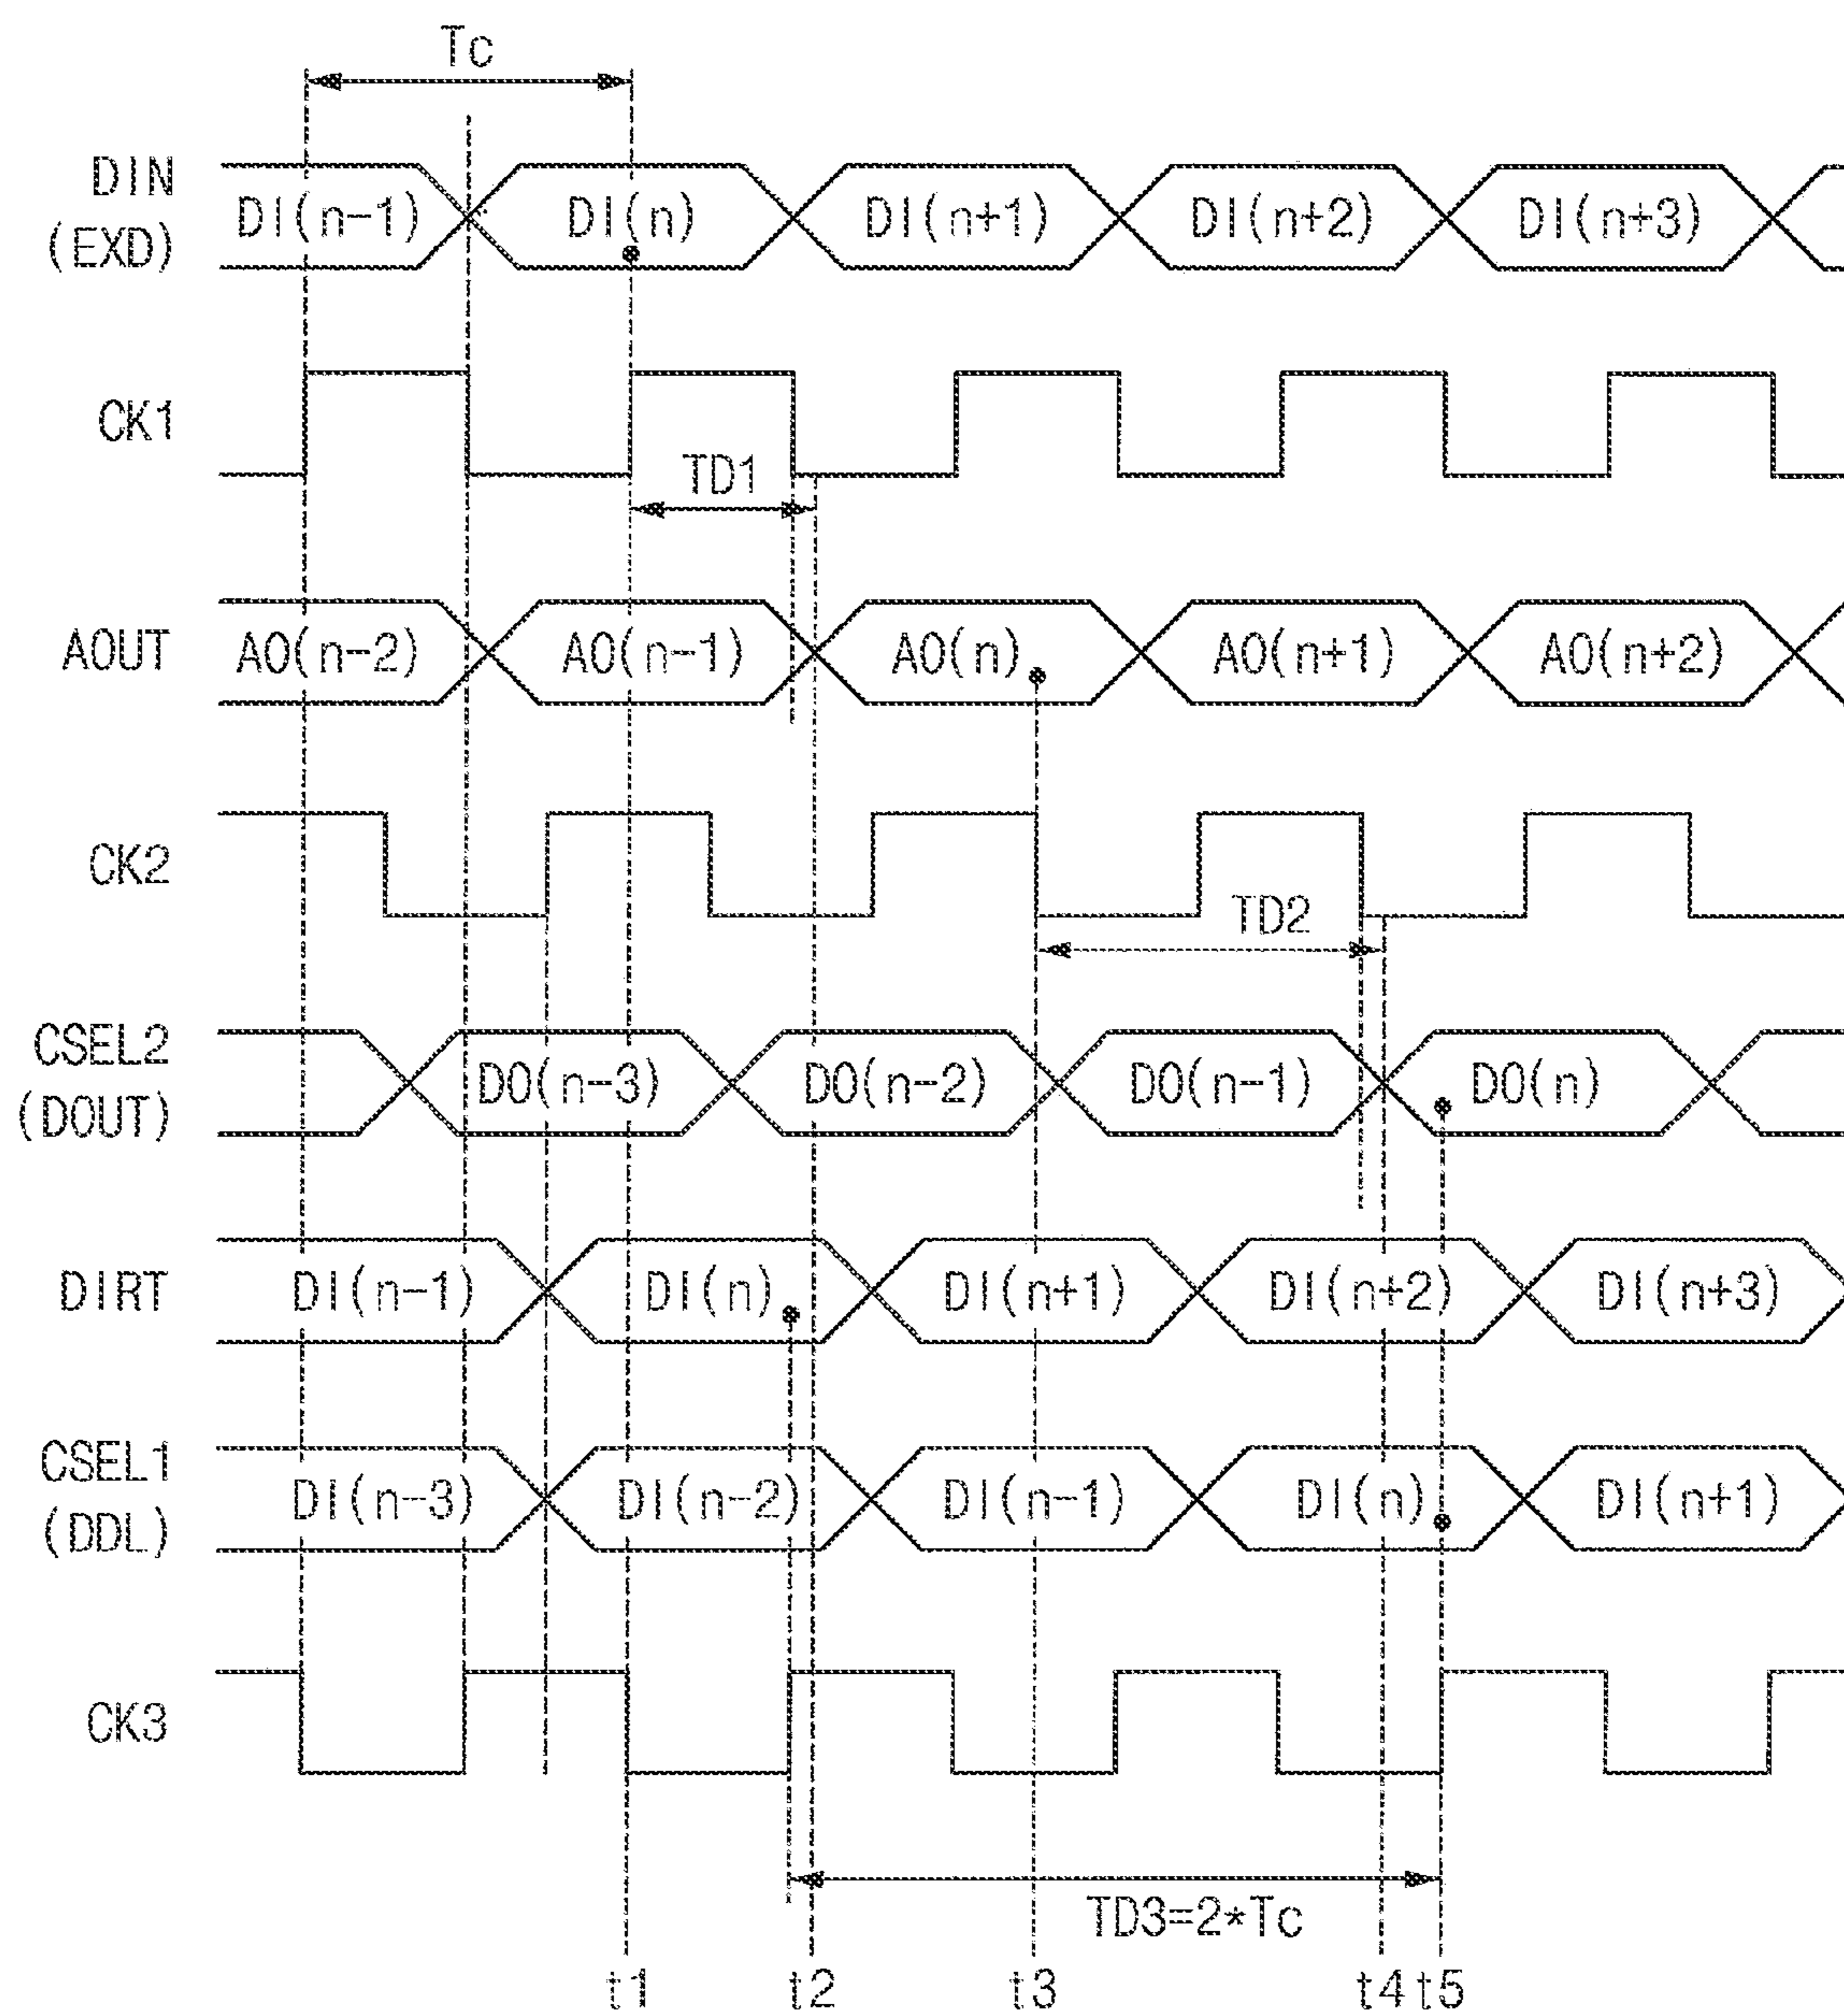 Tc
DIN
(EXD)
DI(n-1) DI(n) DI(n+1) DI(n+2) DI(n+3)
CK1
TD1
AOUT
AO(n-2) AO(n-1) AO(n) AO(n+1) AO(n+2)
CK2
TD2
CSEL2
(DOUT)
DO(n-3) DO(n-2) DO(n-1) DO(n)
DIRT
DI(n-1) DI(n) DI(n+1) DI(n+2) DI(n+3)
CSEL1
(DDL)
DI(n-3) DI(n-2) DI(n-1) DI(n) DI(n+1)
CK3
TD3=2*Tc
t1 t2 t3 t4 t5